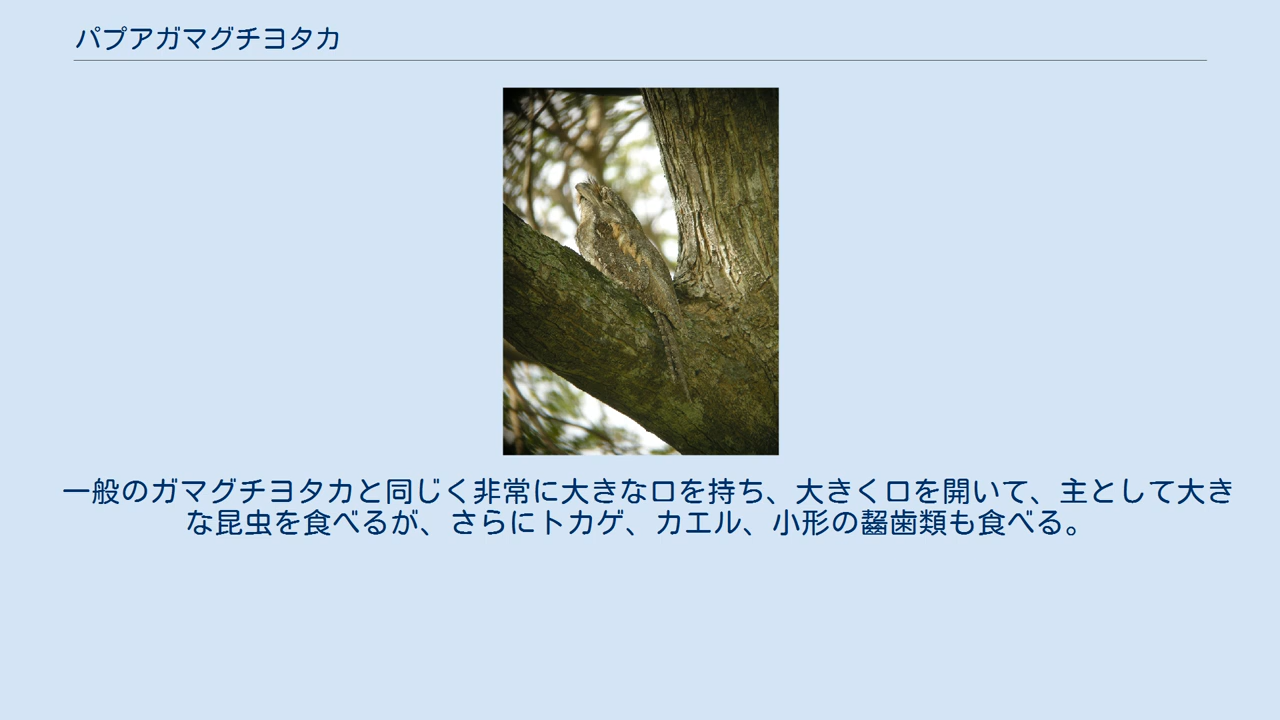 パプアガマグチヨタカ
一般のガマグチヨタカと同じく非常に大きな口を持ち、大きく口を開いて、主として大き
な昆虫を食べるが、さらにトカゲ、カエル、小形の齧歯類も食べる。